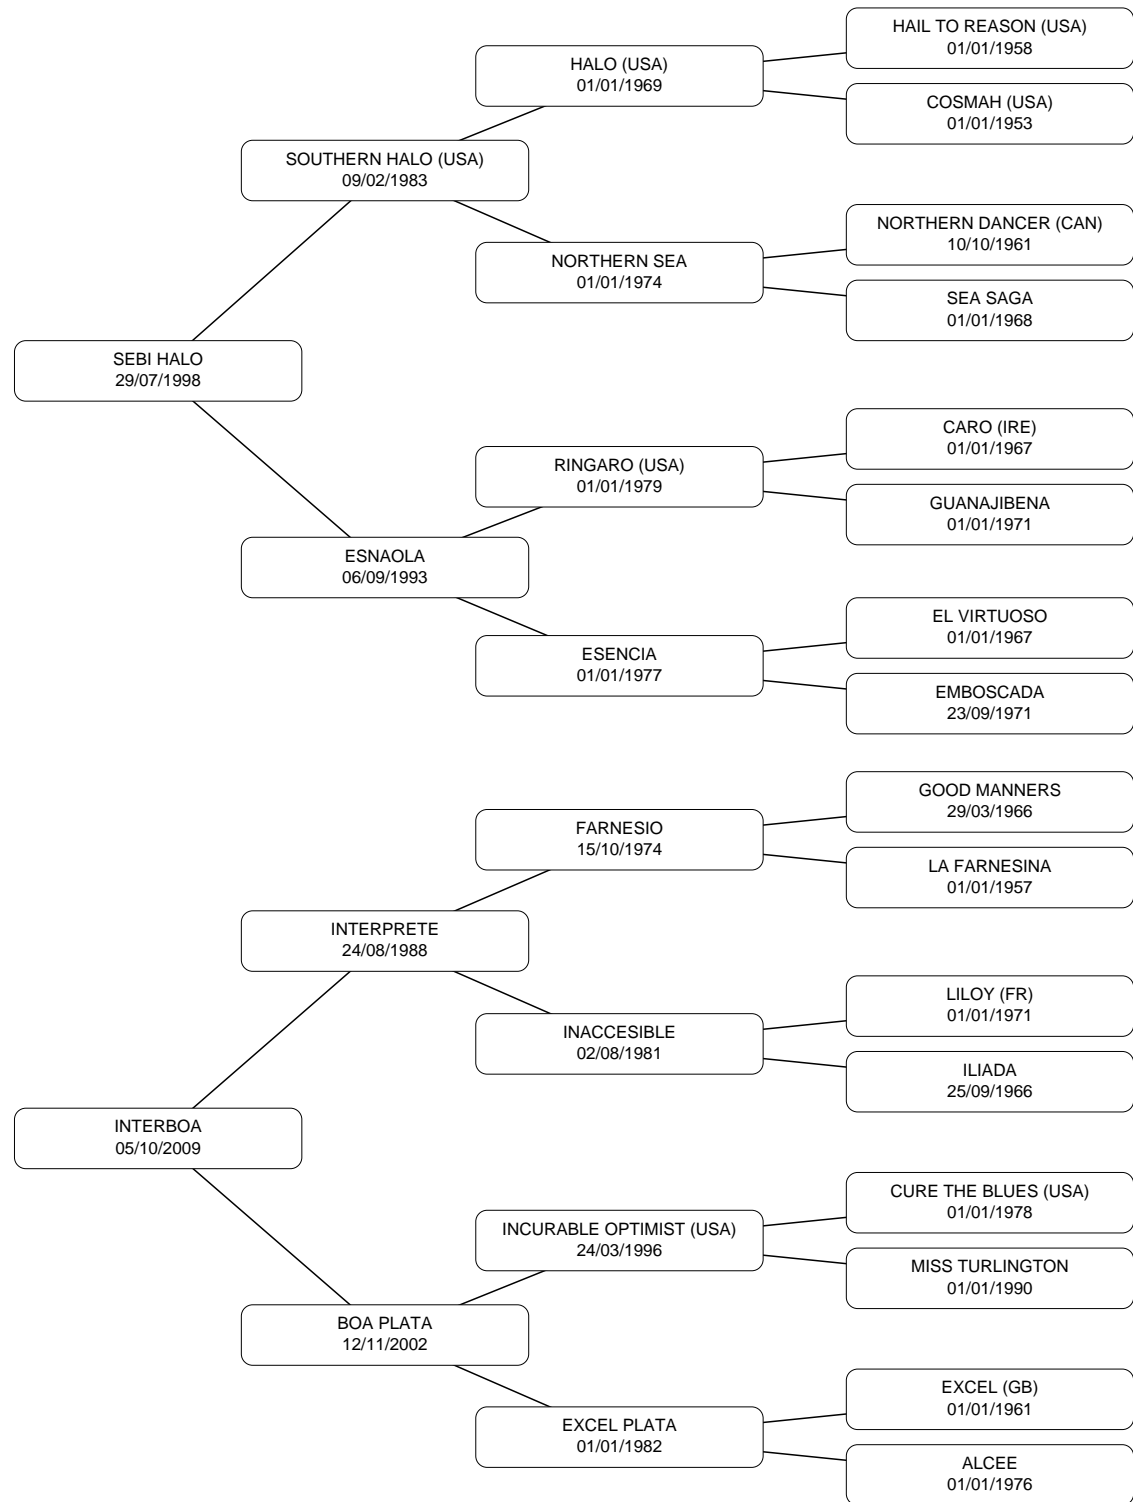 HAIL TO REASON (USA)
01/01/1958
HALO (USA)
01/01/1969
COSMAH (USA)
01/01/1953
SOUTHERN HALO (USA)
09/02/1983
NORTHERN DANCER (CAN)
10/10/1961
NORTHERN SEA
01/01/1974
SEA SAGA
01/01/1968
SEBI HALO
29/07/1998
CARO (IRE)
01/01/1967
RINGARO (USA)
01/01/1979
GUANAJIBENA
01/01/1971
ESNAOLA
06/09/1993
EL VIRTUOSO
01/01/1967
ESENCIA
01/01/1977
EMBOSCADA
23/09/1971
GOOD MANNERS
29/03/1966
FARNESIO
15/10/1974
LA FARNESINA
01/01/1957
INTERPRETE
24/08/1988
LILOY (FR)
01/01/1971
INACCESIBLE
02/08/1981
ILIADA
25/09/1966
INTERBOA
05/10/2009
CURE THE BLUES (USA)
01/01/1978
INCURABLE OPTIMIST (USA)
24/03/1996
MISS TURLINGTON
01/01/1990
BOA PLATA
12/11/2002
EXCEL (GB)
01/01/1961
EXCEL PLATA
01/01/1982
ALCEE
01/01/1976